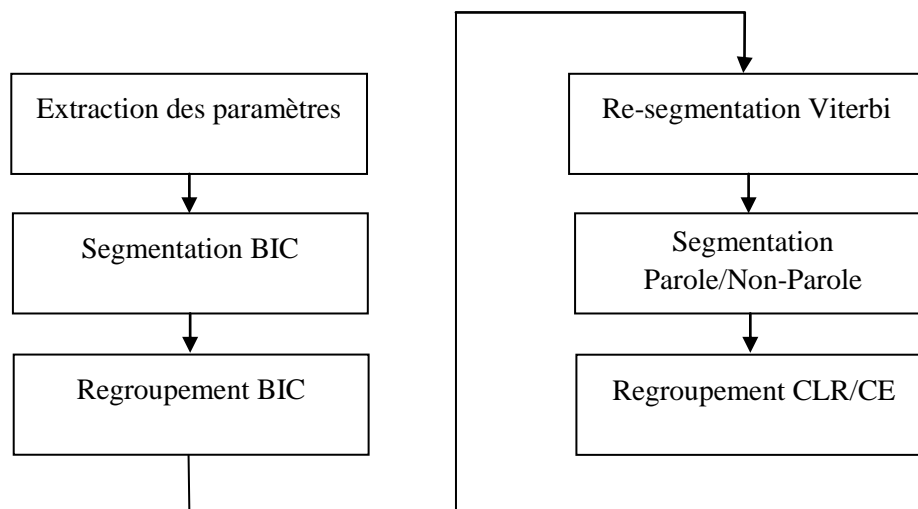 Extraction des paramètres
Segmentation BIC
Regroupement BIC
Re-segmentation Viterbi
Segmentation
Parole/Non-Parole
Regroupement CLR/CE